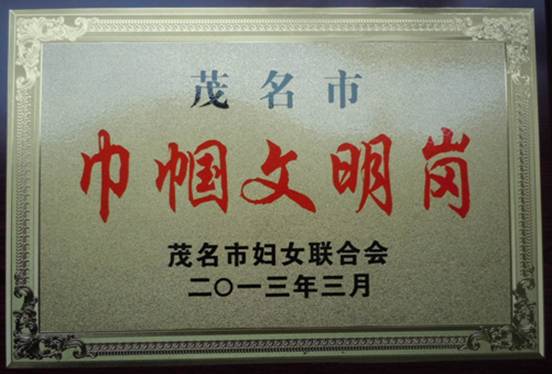 茂名市
巾帼文明岗
茂名市妇女联合会
二〇一三年三月